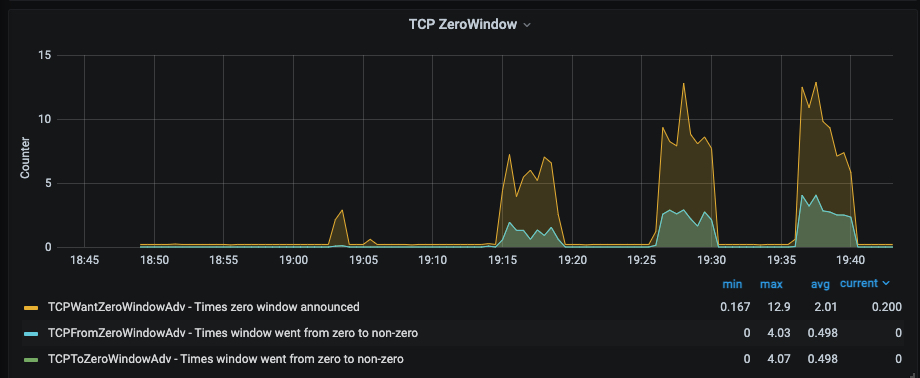 TCP ZeroWindow
15
10
5
0
Counter
18:45 18:50 18:55 19:00 19:05 19:10 19:15 19:20 19:25 19:30 19:35 19:40
min max avg current
TCPWantZeroWindowAdv - Times zero window announced 0.167 12.9 2.01 0.200
TCPFromZeroWindowAdv - Times window went from zero to non-zero 0 4.03 0.498 0
TCPToZeroWindowAdv - Times window went from zero to non-zero 0 4.07 0.498 0